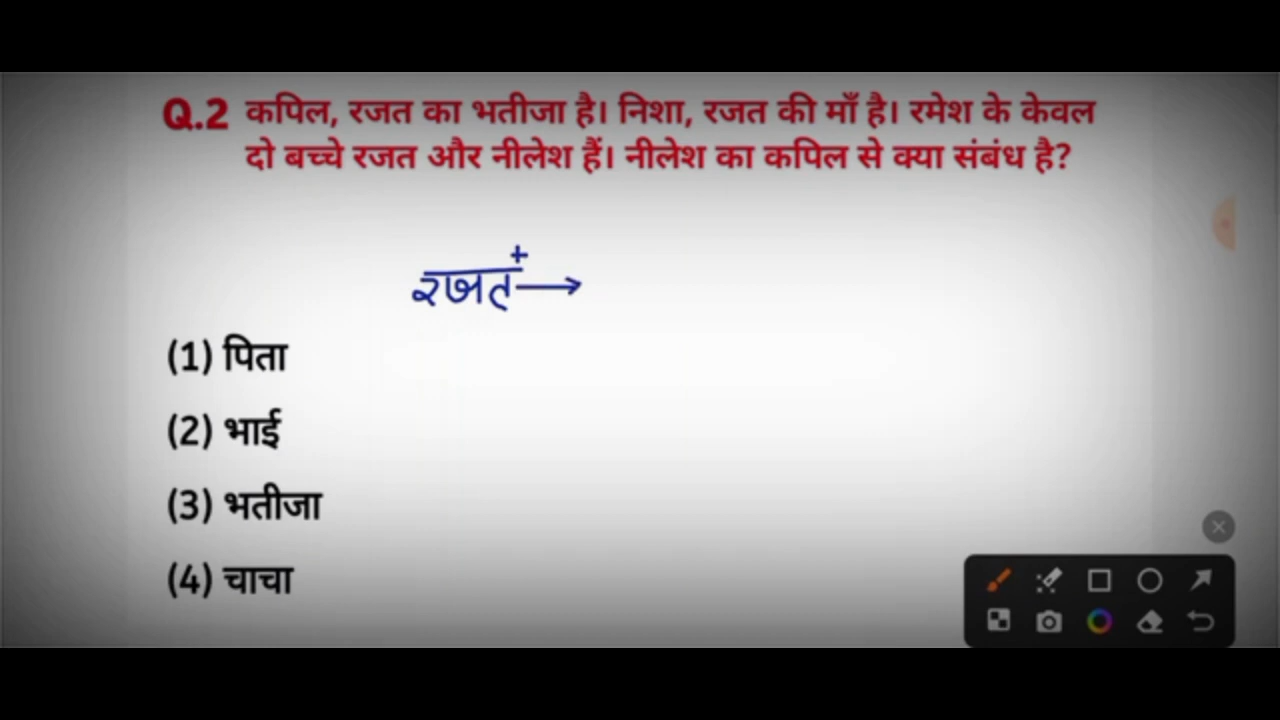 Q.2 कपिल, रजत का भतीजा है। निशा, रजत की माँ है। रमेश के केवल
दो बच्चे रजत और नीलेश हैं। नीलेश का कपिल से क्या संबंध है?
रजत+→
(1) पिता
(2) भाई
(3) भतीजा
(4) चाचा